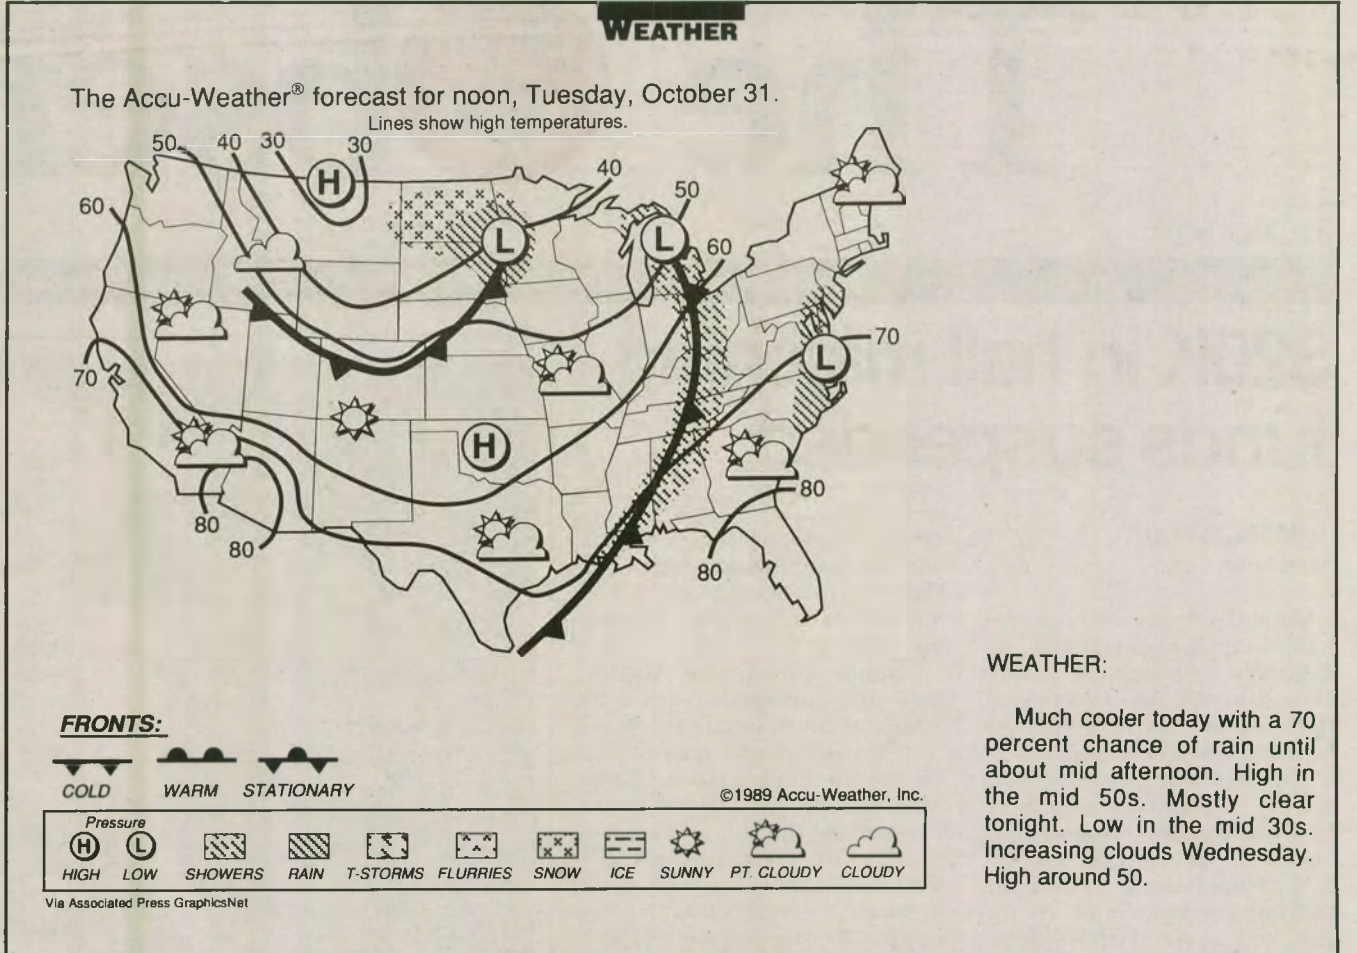 WEATHER
The Accu-Weather® forecast for noon, Tuesday, October 31.
Lines show high temperatures.
50 40 30 30
40
50
60
60
70
70
80
80
80
80
H
L
L
L
H
WEATHER:
Much cooler today with a 70
percent chance of rain until
about mid afternoon. High in
the mid 50s. Mostly clear
tonight. Low in the mid 30s.
Increasing clouds Wednesday.
High around 50.
FRONTS:
COLD WARM STATIONARY
©1989 Accu-Weather, Inc.
Pressure
H L
HIGH LOW SHOWERS RAIN T-STORMS FLURRIES SNOW ICE SUNNY PT. CLOUDY CLOUDY
Via Associated Press GraphicsNet